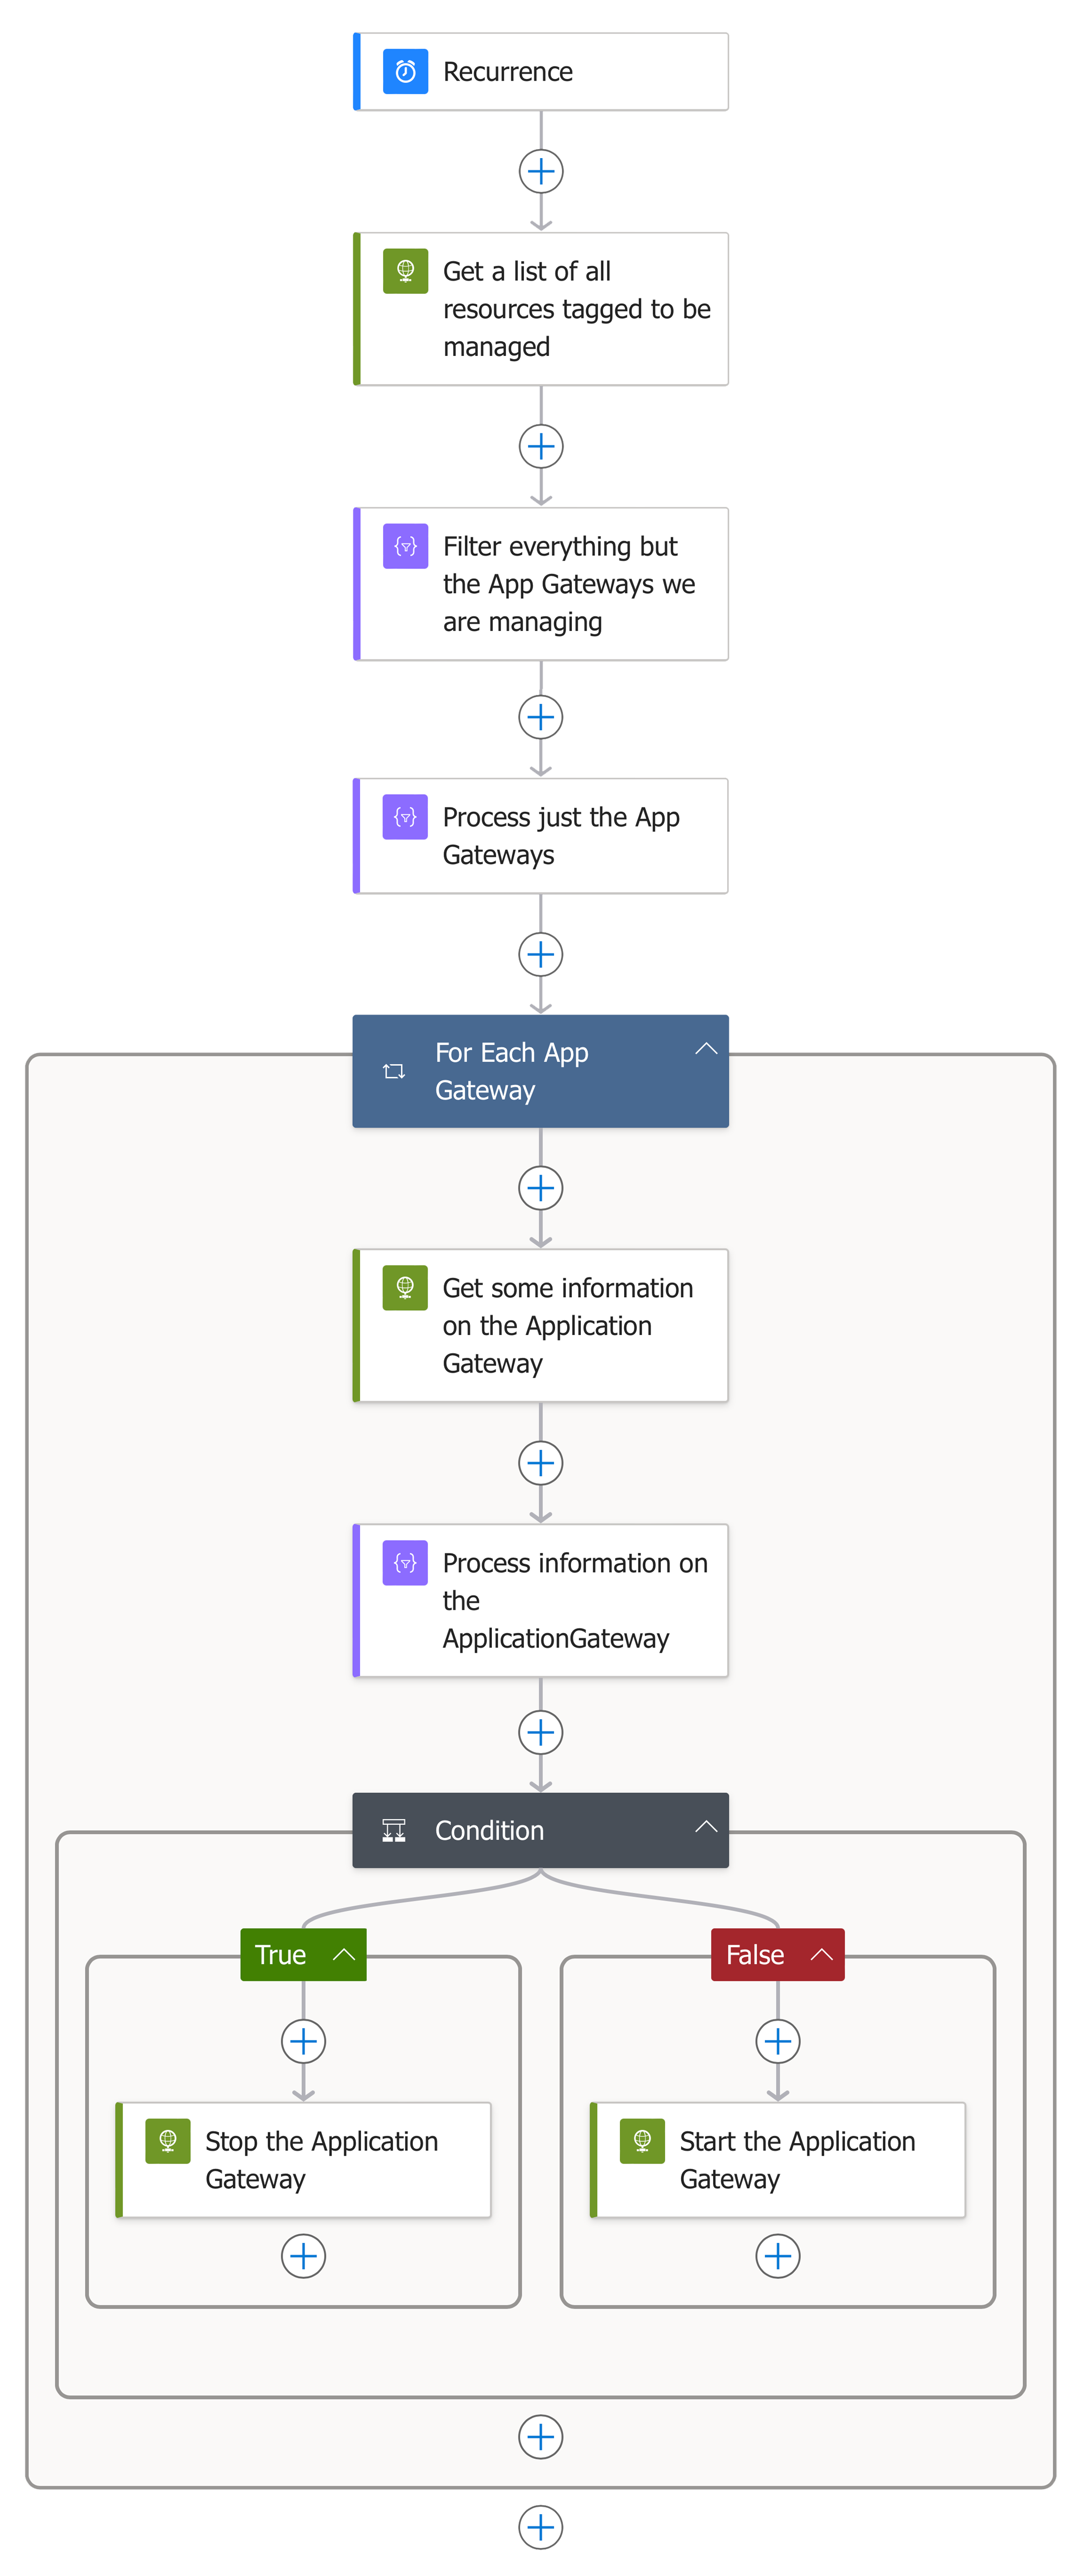 Recurrence
Get a list of all
resources tagged to be
managed
Filter everything but
the App Gateways we
are managing
Process just the App
Gateways
For Each App
Gateway
Get some information
on the Application
Gateway
Process information on
the
ApplicationGateway
Condition
True
False
Stop the Application
Gateway
Start the Application
Gateway